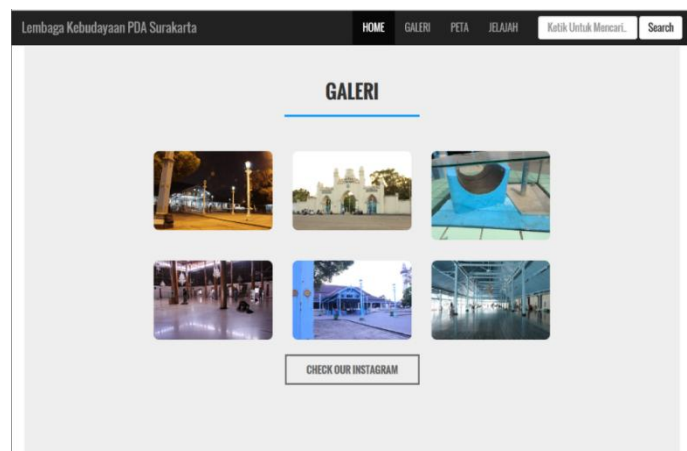 Lembaga Kebudayaan PDA Surakarta HOME GALERI PETA JELAJAH Ketik Untuk Mencari.. Search
GALERI
CHECK OUR INSTAGRAM